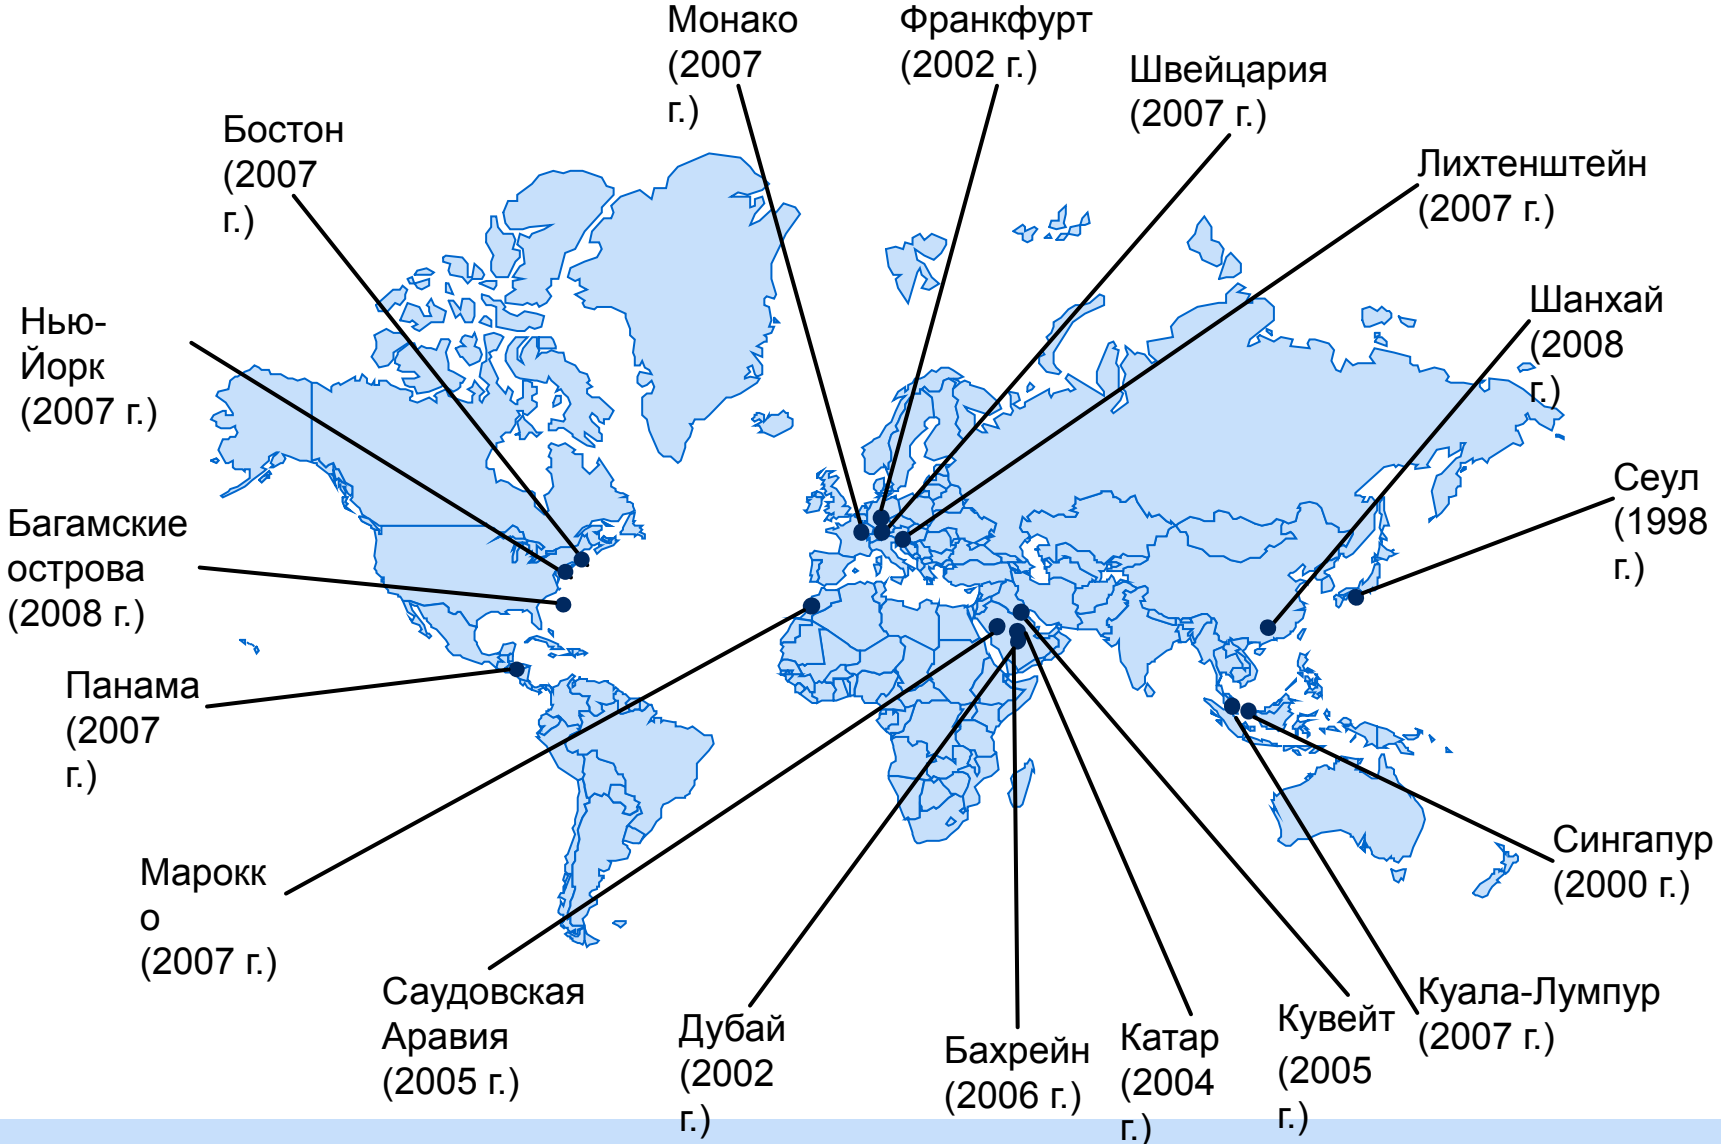 Монако
(2007
г.)
Франкфурт
(2002 г.)
Швейцария
(2007 г.)
Бостон
(2007
г.)
Лихтенштейн
(2007 г.)
Нью-
Йорк
(2007 г.)
Шанхай
(2008
г.)
Сеул
(1998
г.)
Багамские
острова
(2008 г.)
Панама
(2007
г.)
Марокк
о
(2007 г.)
Сингапур
(2000 г.)
Саудовская
Аравия
(2005 г.)
Дубай
(2002
г.)
Бахрейн
(2006 г.)
Катар
(2004
г.)
Кувейт
(2005
г.)
Куала-Лумпур
(2007 г.)